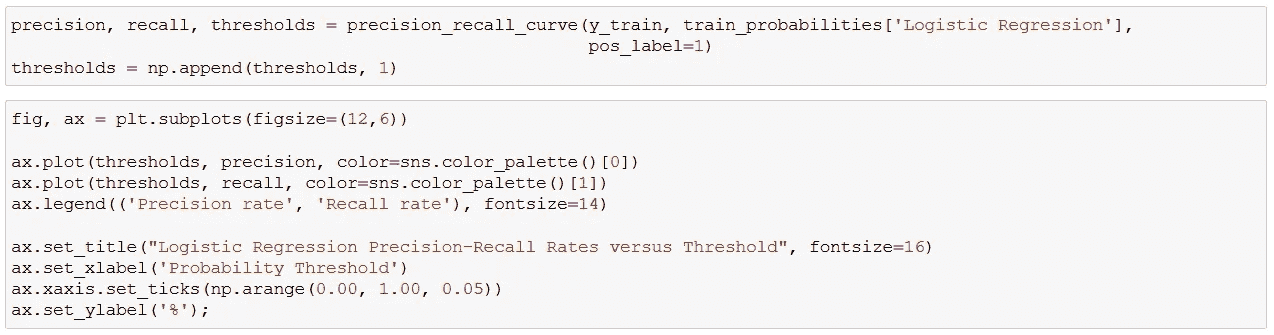 precision, recall, thresholds = precision_recall_curve(y_train, train_probabilities['Logistic Regression'],
pos_label=1)
thresholds = np.append(thresholds, 1)
fig, ax = plt.subplots(figsize=(12,6))
ax.plot(thresholds, precision, color=sns.color_palette()[0])
ax.plot(thresholds, recall, color=sns.color_palette()[1])
ax.legend(('Precision rate', 'Recall rate'), fontsize=14)
ax.set_title("Logistic Regression Precision-Recall Rates versus Threshold", fontsize=16)
ax.set_xlabel('Probability Threshold')
ax.xaxis.set_ticks(np.arange(0.00, 1.00, 0.05))
ax.set_ylabel('%');